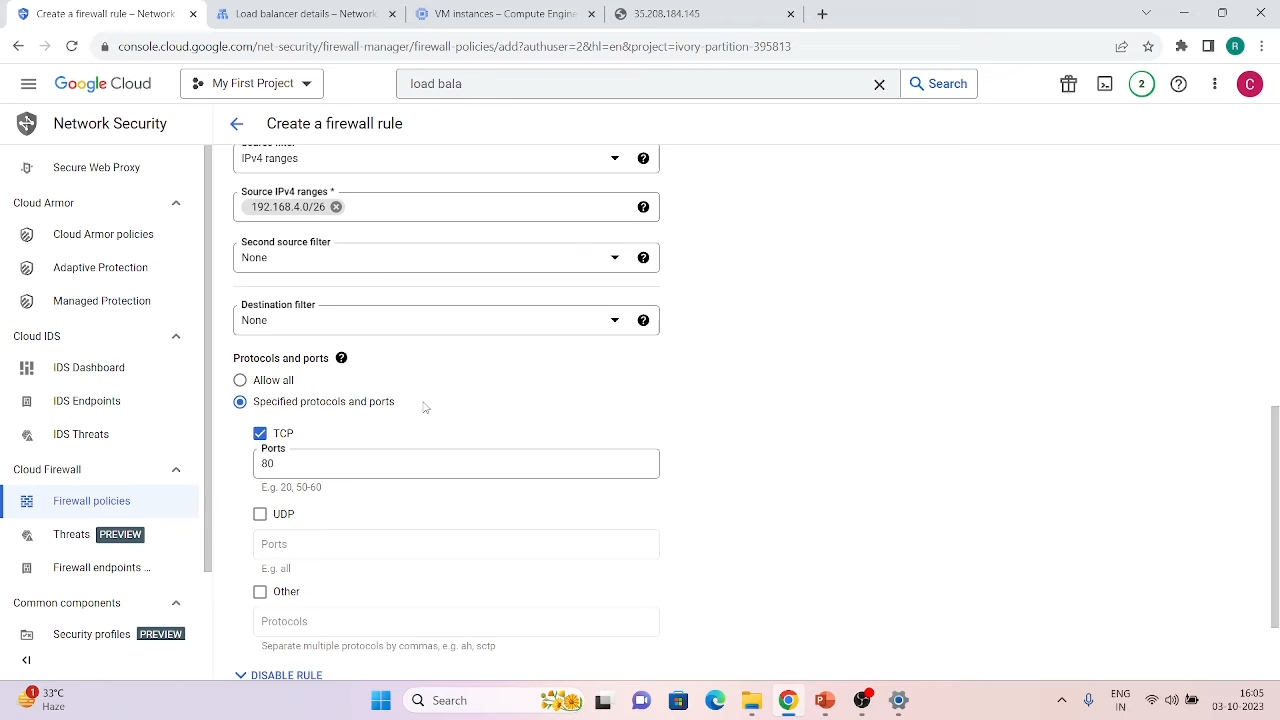 Create a firewall rule – Network S
Load balancer details – Network
VM instances – Compute Engine
35.208.184.145
console.cloud.google.com/net-security/firewall-manager/firewall-policies/add?authuser=2&hl=en&project=ivory-partition-395813
R
Google Cloud
My First Project
load bala
Search
2
C
Network Security
Create a firewall rule
Secure Web Proxy
Cloud Armor
Cloud Armor policies
Adaptive Protection
Managed Protection
Cloud IDS
IDS Dashboard
IDS Endpoints
IDS Threats
Cloud Firewall
Firewall policies
Threats PREVIEW
Firewall endpoints ...
Common components
Security profiles PREVIEW
Source filter
IPv4 ranges
Source IPv4 ranges *
192.168.4.0/26
Second source filter
None
Destination filter
None
Protocols and ports
Allow all
Specified protocols and ports
TCP
Ports
80
E.g. 20, 50-60
UDP
Ports
E.g. all
Other
Protocols
Separate multiple protocols by commas, e.g. ah, sctp
DISABLE RULE
1
33°C
Haze
Search
ENG
IN
16:05
03-10-2023